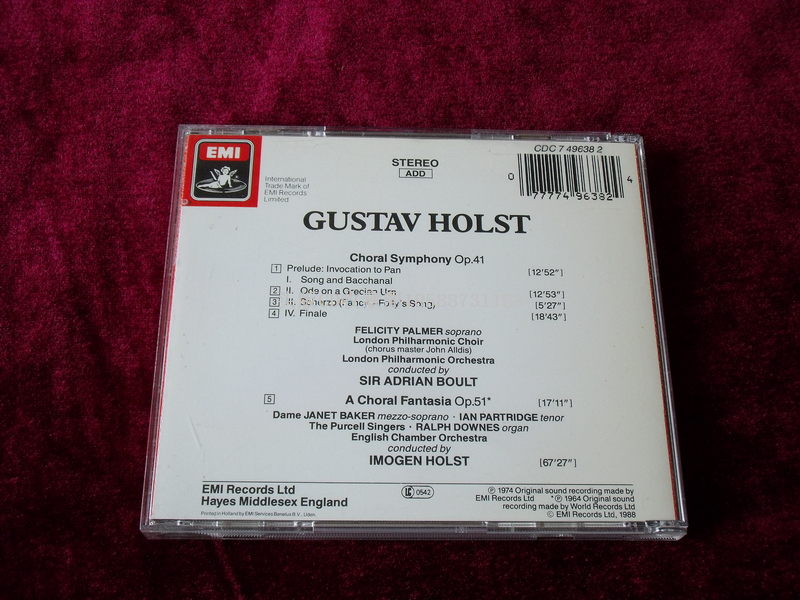 EMI
International
Trade Mark of
EMI Records
Limited
STEREO
ADD
CDC 7 49638 2
0 77774 96382 4
GUSTAV HOLST
Choral Symphony Op.41
1 Prelude: Invocation to Pan [12'52"]
I. Song and Bacchanal
2 II. Ode on a Grecian Urn [12'53"]
3 III. Scherzo (Fancy - Folly's Song) [5'27]
4 IV. Finale [18'43"]
FELICITY PALMER soprano
London Philharmonic Choir
(chorus master John Alldis)
London Philharmonic Orchestra
conducted by
SIR ADRIAN BOULT
5 A Choral Fantasia Op.51* [17'11"]
Dame JANET BAKER mezzo-soprano · IAN PARTRIDGE tenor
The Purcell Singers · RALPH DOWNES organ
English Chamber Orchestra
conducted by
IMOGEN HOLST [67'27"]
EMI Records Ltd
Hayes Middlesex England
Printed in Holland by EMI Services Benelux B.V., Uden.
LC 0542
℗ 1974 Original sound recording made by
EMI Records Ltd *℗ 1964 Original sound
recording made by World Records Ltd
© EMI Records Ltd, 1988